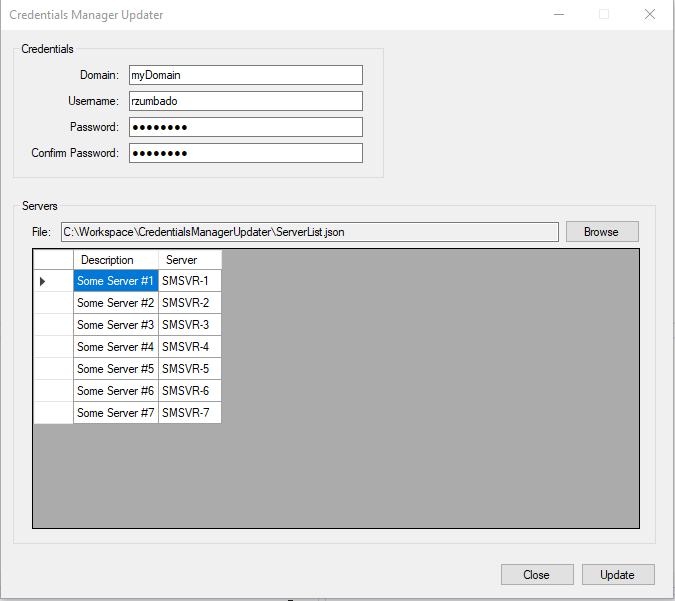 Credentials Manager Updater
Credentials
Domain: myDomain
Username: rzumbado
Password: ●●●●●●●●
Confirm Password: ●●●●●●●●
Servers
File: C:\Workspace\CredentialsManagerUpdater\ServerList.json Browse
Description Server
Some Server #1 SMSVR-1
Some Server #2 SMSVR-2
Some Server #3 SMSVR-3
Some Server #4 SMSVR-4
Some Server #5 SMSVR-5
Some Server #6 SMSVR-6
Some Server #7 SMSVR-7
Close Update